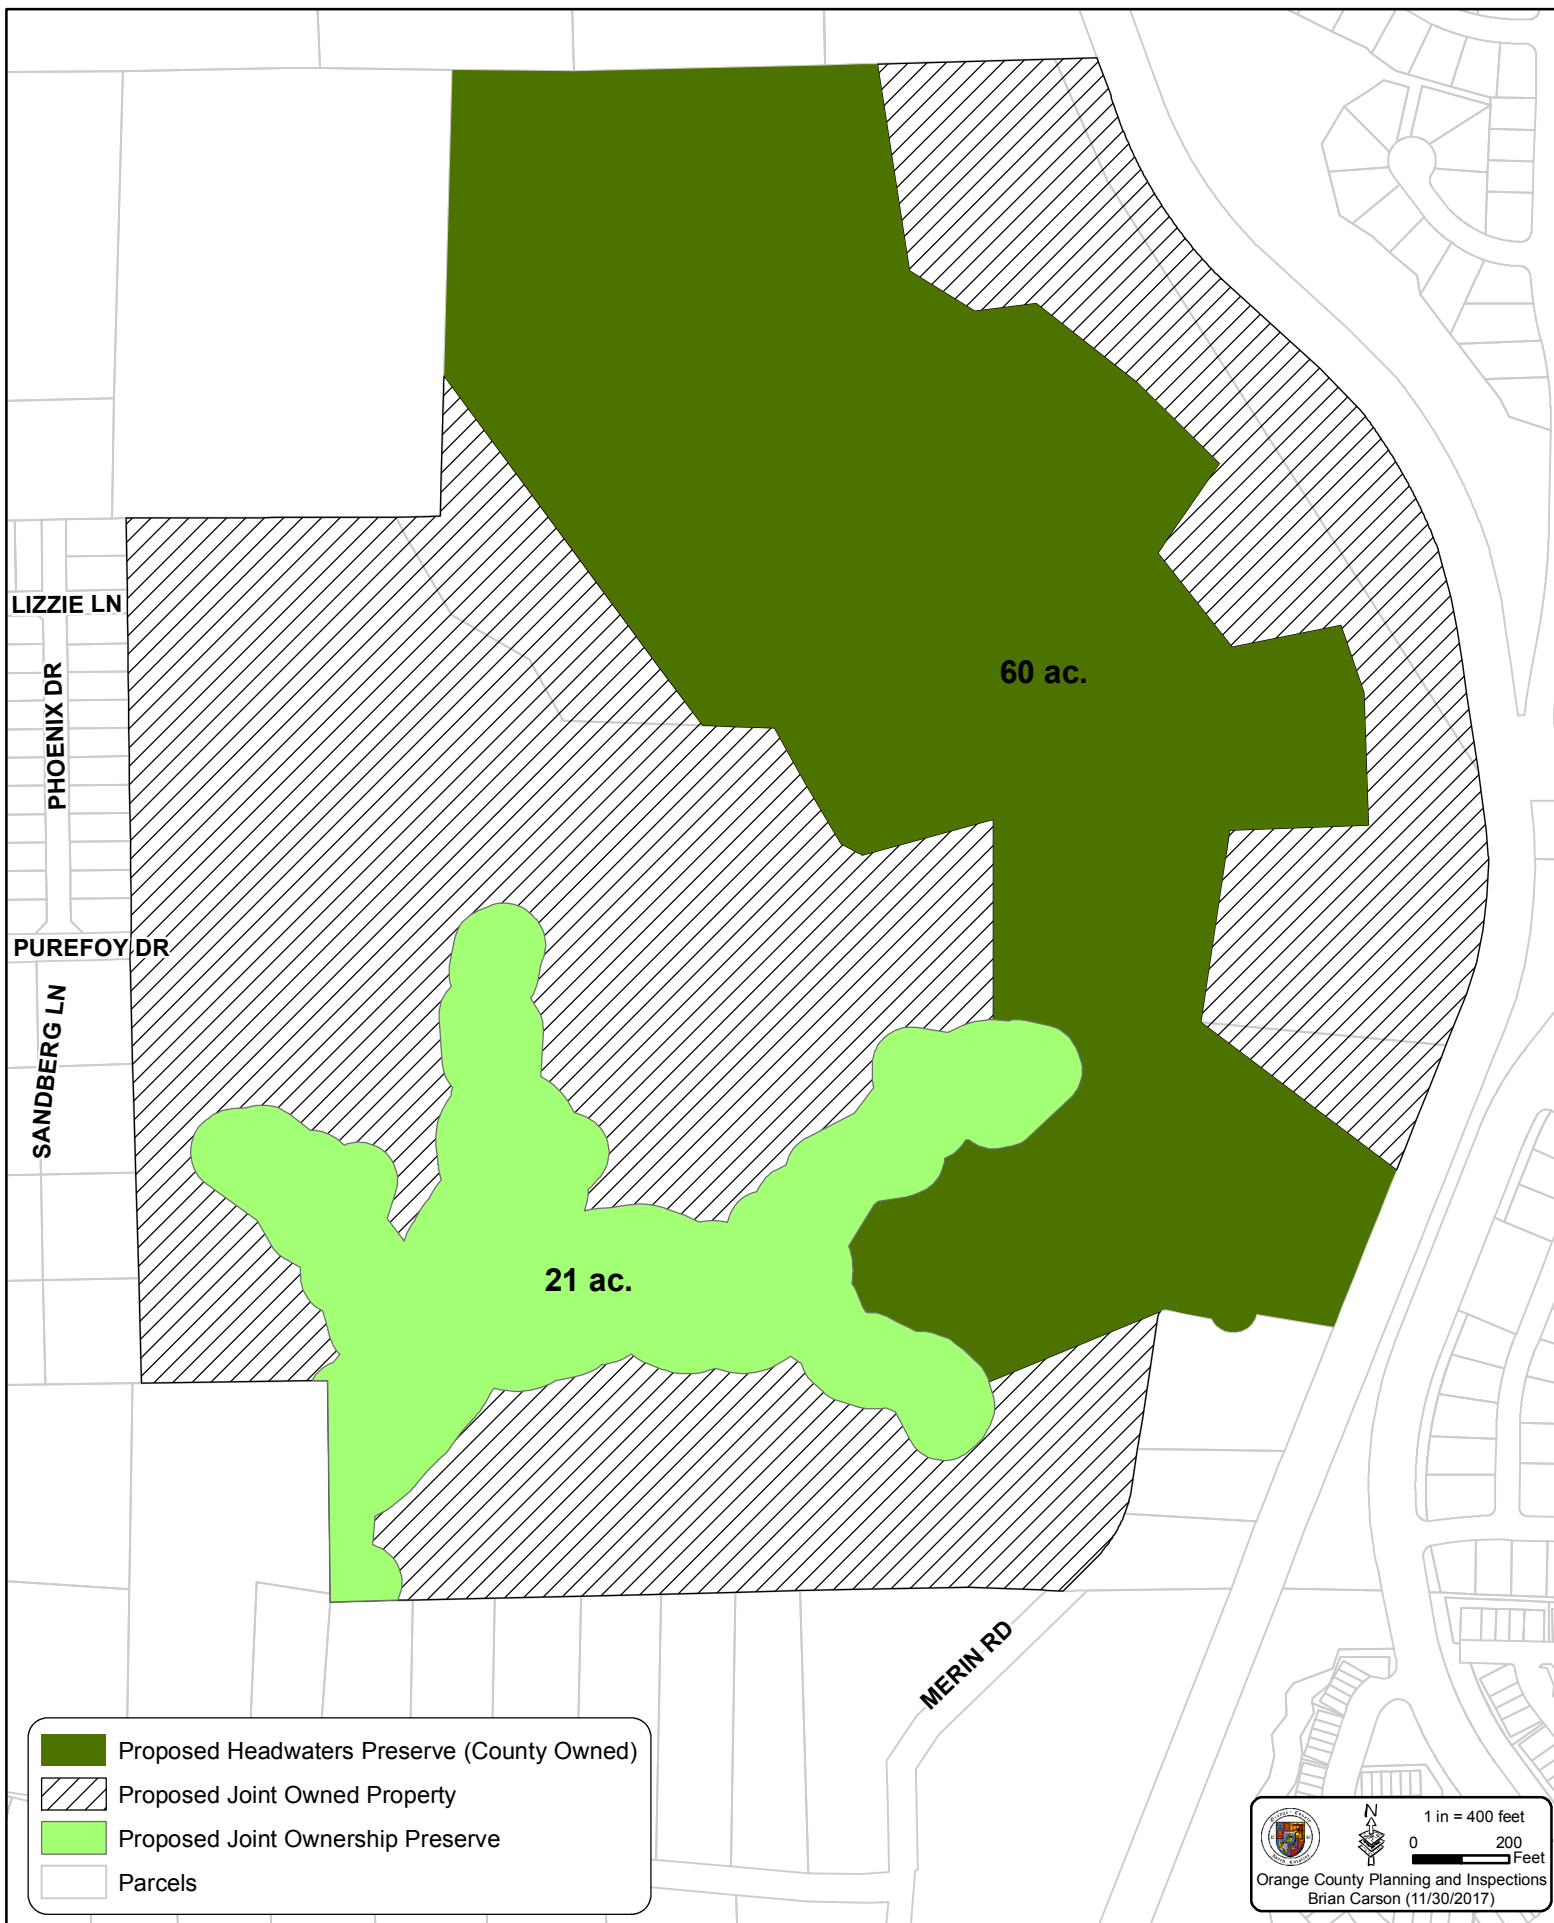 60 ac.
LIZZIE LN
PHOENIX DR
PUREFOY DR
SANDBERG LN
21 ac.
MERIN RD
Proposed Headwaters Preserve (County Owned)
Proposed Joint Owned Property
Proposed Joint Ownership Preserve
Parcels
N
1 in = 400 feet
0 200
Feet
Orange County Planning and Inspections
Brian Carson (11/30/2017)